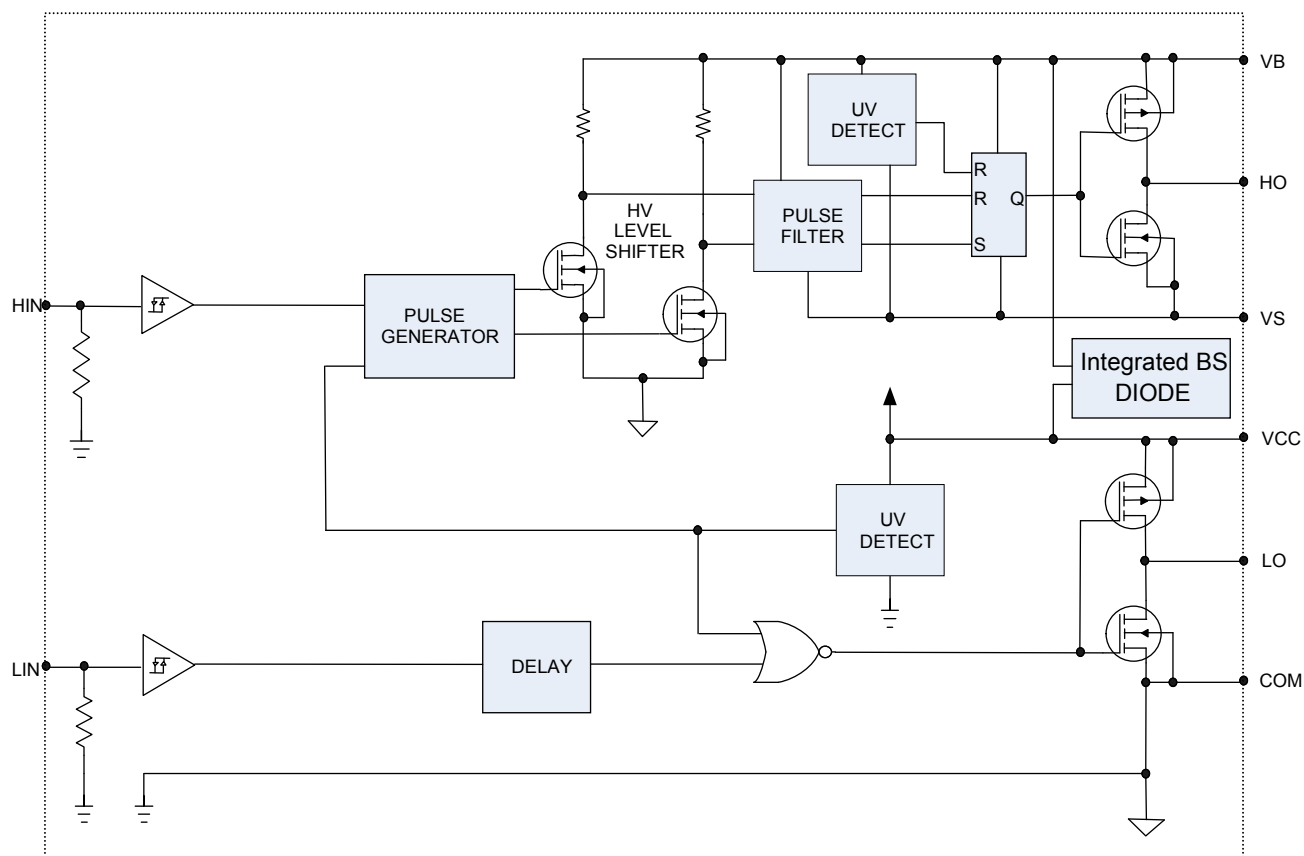 VB
UV
DETECT
R
R Q
S
HO
HV
LEVEL
SHIFTER
PULSE
FILTER
HIN
PULSE
GENERATOR
VS
Integrated BS
DIODE
VCC
UV
DETECT
LO
LIN
DELAY
COM